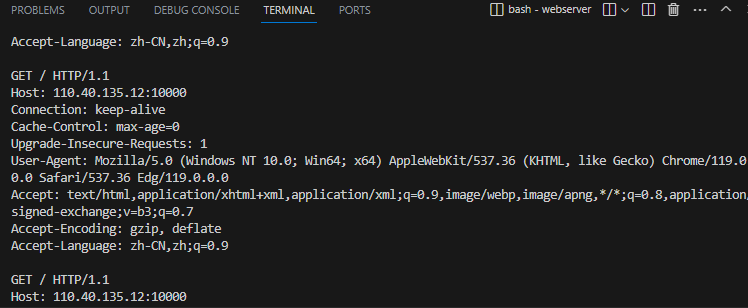 PROBLEMS OUTPUT DEBUG CONSOLE TERMINAL PORTS bash - webserver
Accept-Language: zh-CN,zh;q=0.9
GET / HTTP/1.1
Host: 110.40.135.12:10000
Connection: keep-alive
Cache-Control: max-age=0
Upgrade-Insecure-Requests: 1
User-Agent: Mozilla/5.0 (Windows NT 10.0; Win64; x64) AppleWebKit/537.36 (KHTML, like Gecko) Chrome/119.0
0.0 Safari/537.36 Edg/119.0.0.0
Accept: text/html,application/xhtml+xml,application/xml;q=0.9,image/webp,image/apng,*/*;q=0.8,application,
signed-exchange;v=b3;q=0.7
Accept-Encoding: gzip, deflate
Accept-Language: zh-CN,zh;q=0.9
GET / HTTP/1.1
Host: 110.40.135.12:10000